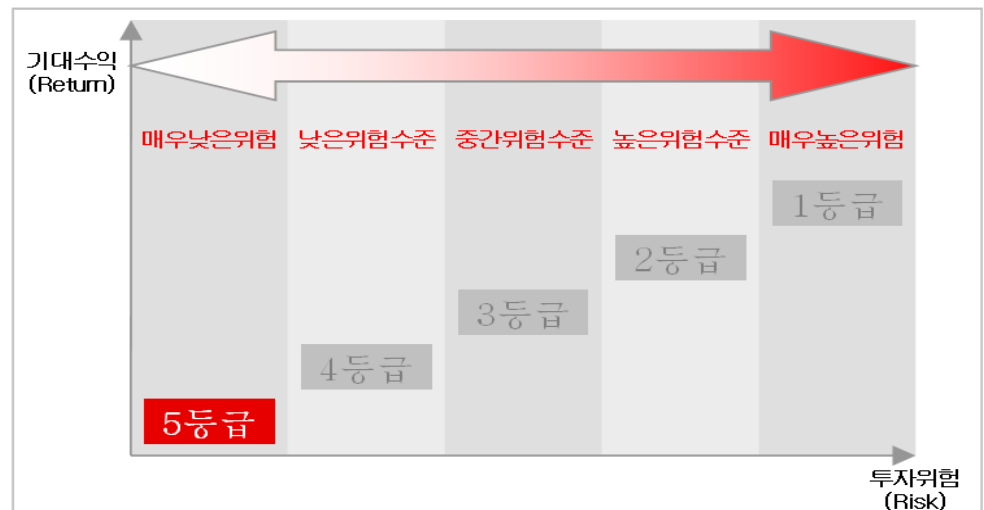 기대수익
(Return)
매우낮은위험 낮은위험수준 중간위험수준 높은위험수준 매우높은위험
1등급
2등급
3등급
4등급
5등급
투자위험
(Risk)